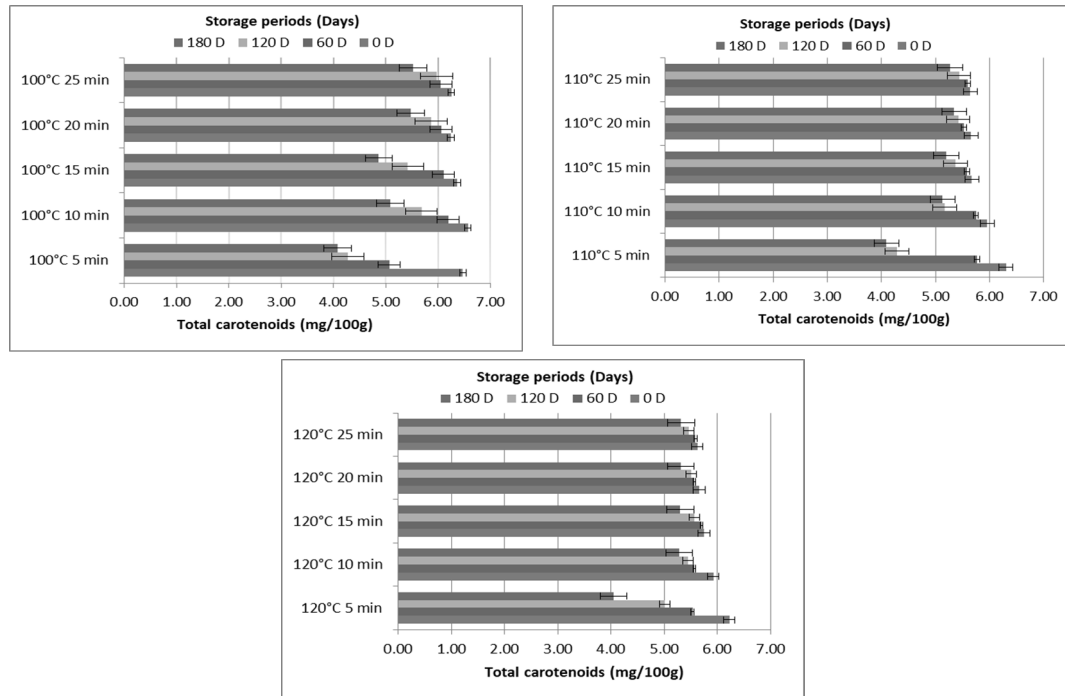 Storage periods (Days)
180 D 120 D 60 D 0 D
100°C 25 min
100°C 20 min
100°C 15 min
100°C 10 min
100°C 5 min
0.00 1.00 2.00 3.00 4.00 5.00 6.00 7.00
Total carotenoids (mg/100g)
Storage periods (Days)
180 D 120 D 60 D 0 D
110°C 25 min
110°C 20 min
110°C 15 min
110°C 10 min
110°C 5 min
0.00 1.00 2.00 3.00 4.00 5.00 6.00 7.00
Total carotenoids (mg/100g)
Storage periods (Days)
180 D 120 D 60 D 0 D
120°C 25 min
120°C 20 min
120°C 15 min
120°C 10 min
120°C 5 min
0.00 1.00 2.00 3.00 4.00 5.00 6.00 7.00
Total carotenoids (mg/100g)